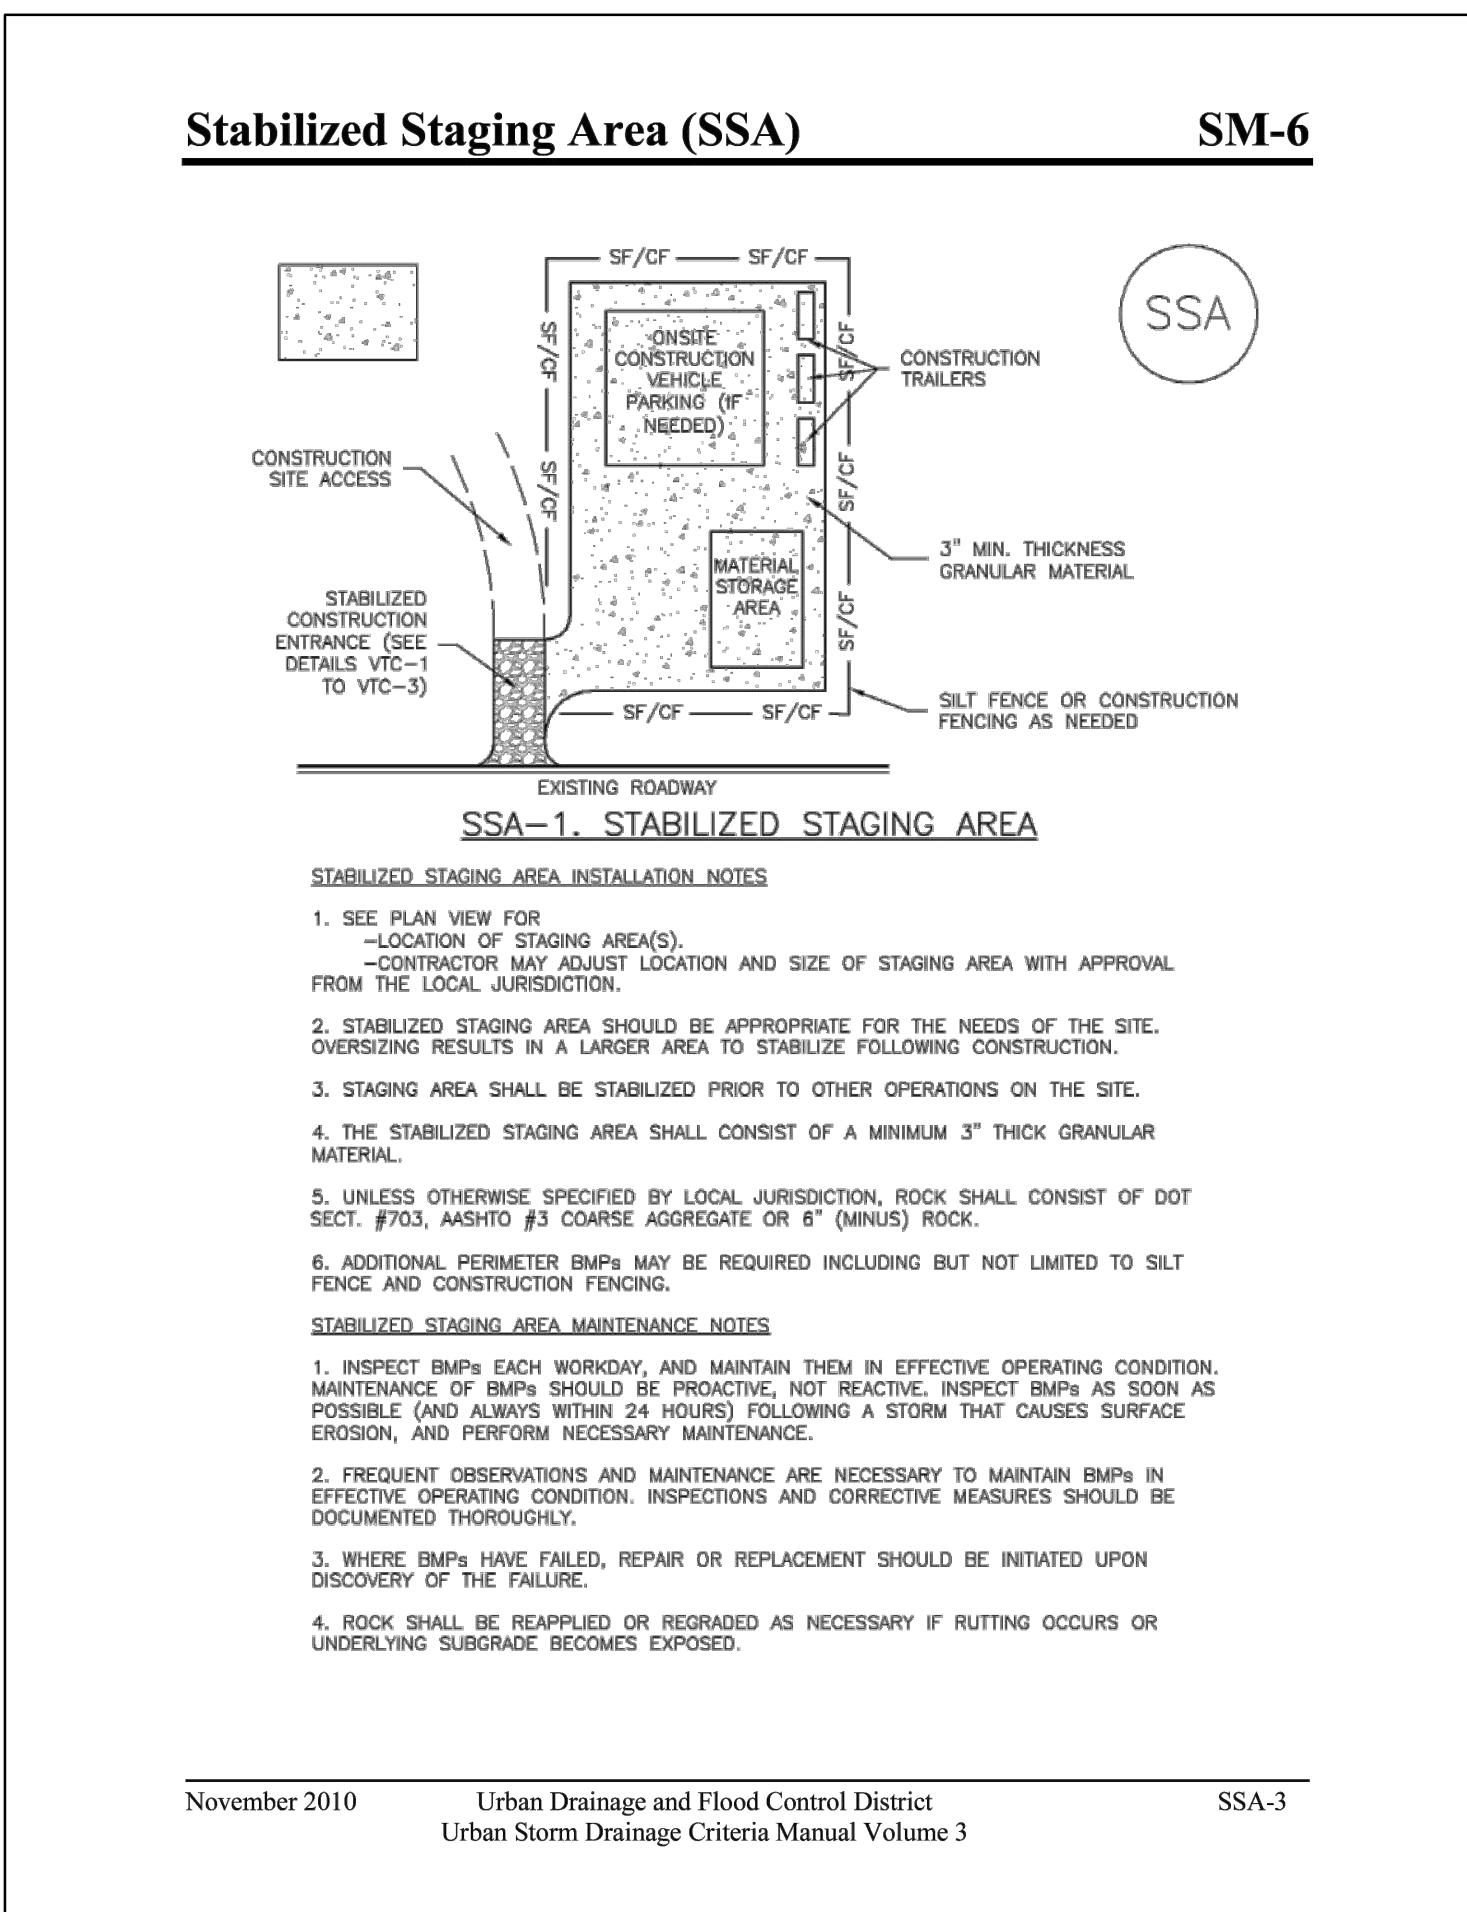 Stabilized Staging Area (SSA) SM-6
SF/CF SF/CF
SSA
SF/CF
SF/CF
ONSITE
CONSTRUCTION
VEHICLE
PARKING (IF
NEEDED)
CONSTRUCTION
TRAILERS
CONSTRUCTION
SITE ACCESS
SF/CF
SF/CF
3" MIN. THICKNESS
GRANULAR MATERIAL
MATERIAL
STORAGE
AREA
STABILIZED
CONSTRUCTION
ENTRANCE (SEE
DETAILS VTC-1
TO VTC-3)
SF/CF
SILT FENCE OR CONSTRUCTION
FENCING AS NEEDED
SF/CF SF/CF
EXISTING ROADWAY
SSA-1. STABILIZED STAGING AREA
STABILIZED STAGING AREA INSTALLATION NOTES
1. SEE PLAN VIEW FOR
-LOCATION OF STAGING AREA(S).
-CONTRACTOR MAY ADJUST LOCATION AND SIZE OF STAGING AREA WITH APPROVAL
FROM THE LOCAL JURISDICTION.
2. STABILIZED STAGING AREA SHOULD BE APPROPRIATE FOR THE NEEDS OF THE SITE.
OVERSIZING RESULTS IN A LARGER AREA TO STABILIZE FOLLOWING CONSTRUCTION.
3. STAGING AREA SHALL BE STABILIZED PRIOR TO OTHER OPERATIONS ON THE SITE.
4. THE STABILIZED STAGING AREA SHALL CONSIST OF A MINIMUM 3" THICK GRANULAR
MATERIAL.
5. UNLESS OTHERWISE SPECIFIED BY LOCAL JURISDICTION, ROCK SHALL CONSIST OF DOT
SECT. #703, AASHTO #3 COARSE AGGREGATE OR 6" (MINUS) ROCK.
6. ADDITIONAL PERIMETER BMPs MAY BE REQUIRED INCLUDING BUT NOT LIMITED TO SILT
FENCE AND CONSTRUCTION FENCING.
STABILIZED STAGING AREA MAINTENANCE NOTES
1. INSPECT BMPs EACH WORKDAY, AND MAINTAIN THEM IN EFFECTIVE OPERATING CONDITION.
MAINTENANCE OF BMPs SHOULD BE PROACTIVE, NOT REACTIVE. INSPECT BMPs AS SOON AS
POSSIBLE (AND ALWAYS WITHIN 24 HOURS) FOLLOWING A STORM THAT CAUSES SURFACE
EROSION, AND PERFORM NECESSARY MAINTENANCE.
2. FREQUENT OBSERVATIONS AND MAINTENANCE ARE NECESSARY TO MAINTAIN BMPs IN
EFFECTIVE OPERATING CONDITION. INSPECTIONS AND CORRECTIVE MEASURES SHOULD BE
DOCUMENTED THOROUGHLY.
3. WHERE BMPs HAVE FAILED, REPAIR OR REPLACEMENT SHOULD BE INITIATED UPON
DISCOVERY OF THE FAILURE.
4. ROCK SHALL BE REAPPLIED OR REGRADED AS NECESSARY IF RUTTING OCCURS OR
UNDERLYING SUBGRADE BECOMES EXPOSED.
November 2010 Urban Drainage and Flood Control District SSA-3
Urban Storm Drainage Criteria Manual Volume 3